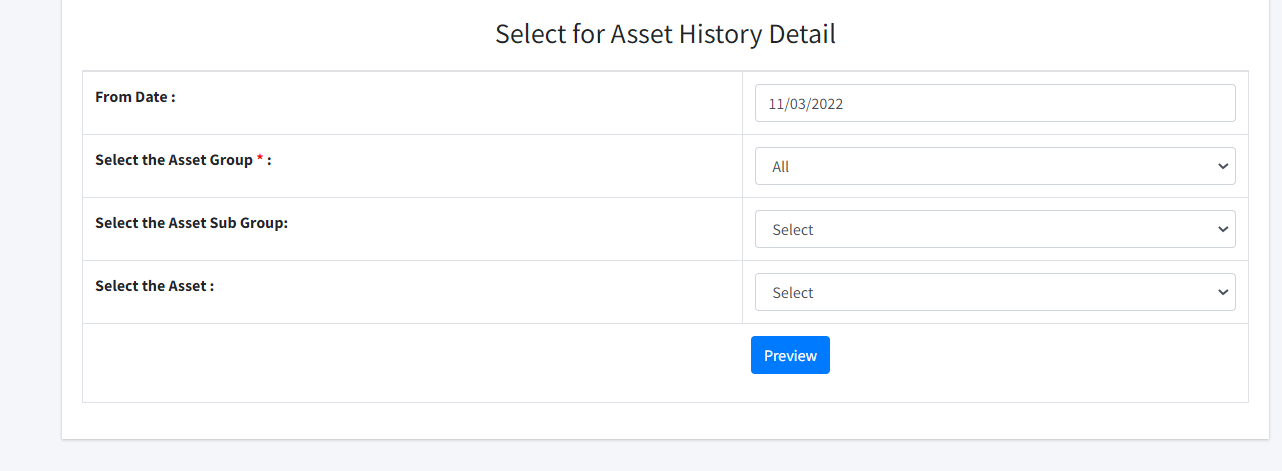 Select for Asset History Detail
From Date :
11/03/2022
Select the Asset Group * :
All
Select the Asset Sub Group:
Select
Select the Asset :
Select
Preview